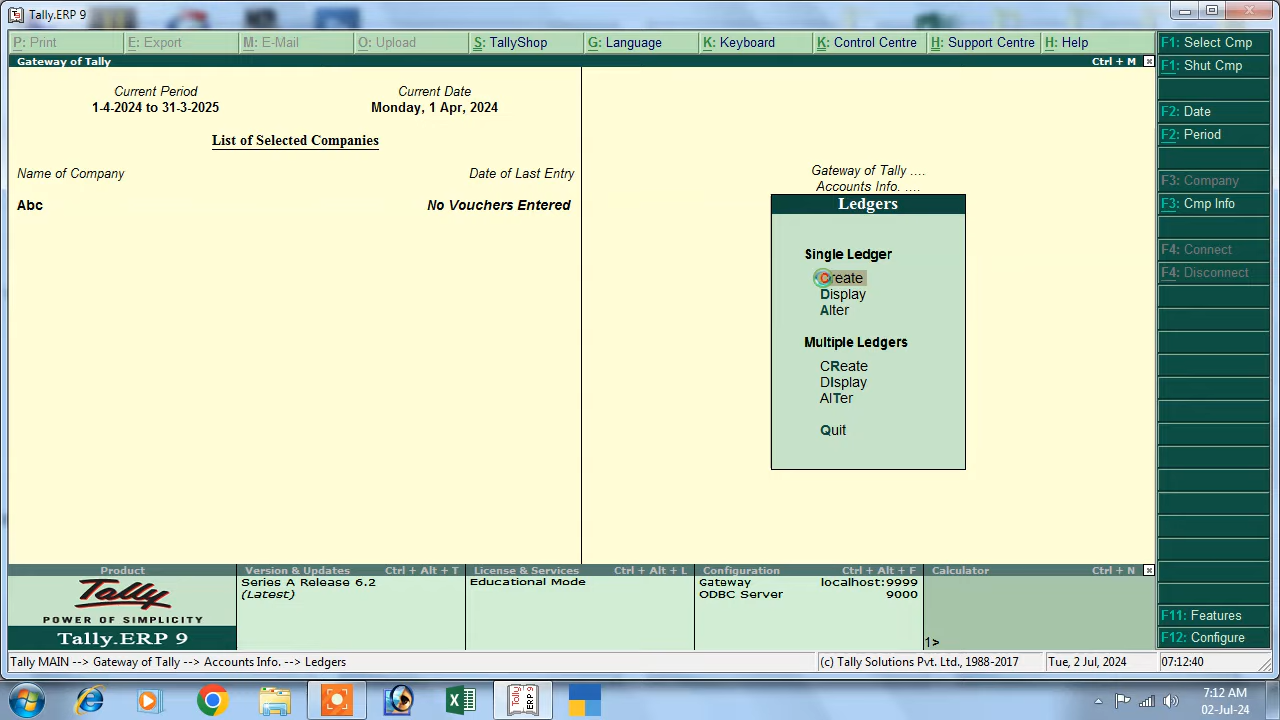 Tally.ERP 9
P: Print
E: Export
M: E-Mail
O: Upload
S: TallyShop
G: Language
K: Keyboard
K: Control Centre
H: Support Centre
H: Help
Gateway of Tally
Ctrl + M
Current Period
1-4-2024 to 31-3-2025
Current Date
Monday, 1 Apr, 2024
List of Selected Companies
Name of Company
Date of Last Entry
Abc
No Vouchers Entered
Gateway of Tally ....
Accounts Info. ....
Ledgers
Single Ledger
Create
Display
Alter
Multiple Ledgers
CReate
DIsplay
AlTer
Quit
F1: Select Cmp
F1: Shut Cmp
F2: Date
F2: Period
F3: Company
F3: Cmp Info
F4: Connect
F4: Disconnect
F11: Features
F12: Configure
Product
Tally
POWER OF SIMPLICITY
Tally.ERP 9
Version & Updates Ctrl + Alt + T
Series A Release 6.2
(Latest)
License & Services Ctrl + Alt + L
Educational Mode
Configuration Ctrl + Alt + F
Gateway localhost:9999
ODBC Server 9000
Calculator Ctrl + N
1>
Tally MAIN --> Gateway of Tally --> Accounts Info. --> Ledgers
(c) Tally Solutions Pvt. Ltd., 1988-2017
Tue, 2 Jul, 2024
07:12:40
ERP 9
7:12 AM
02-Jul-24